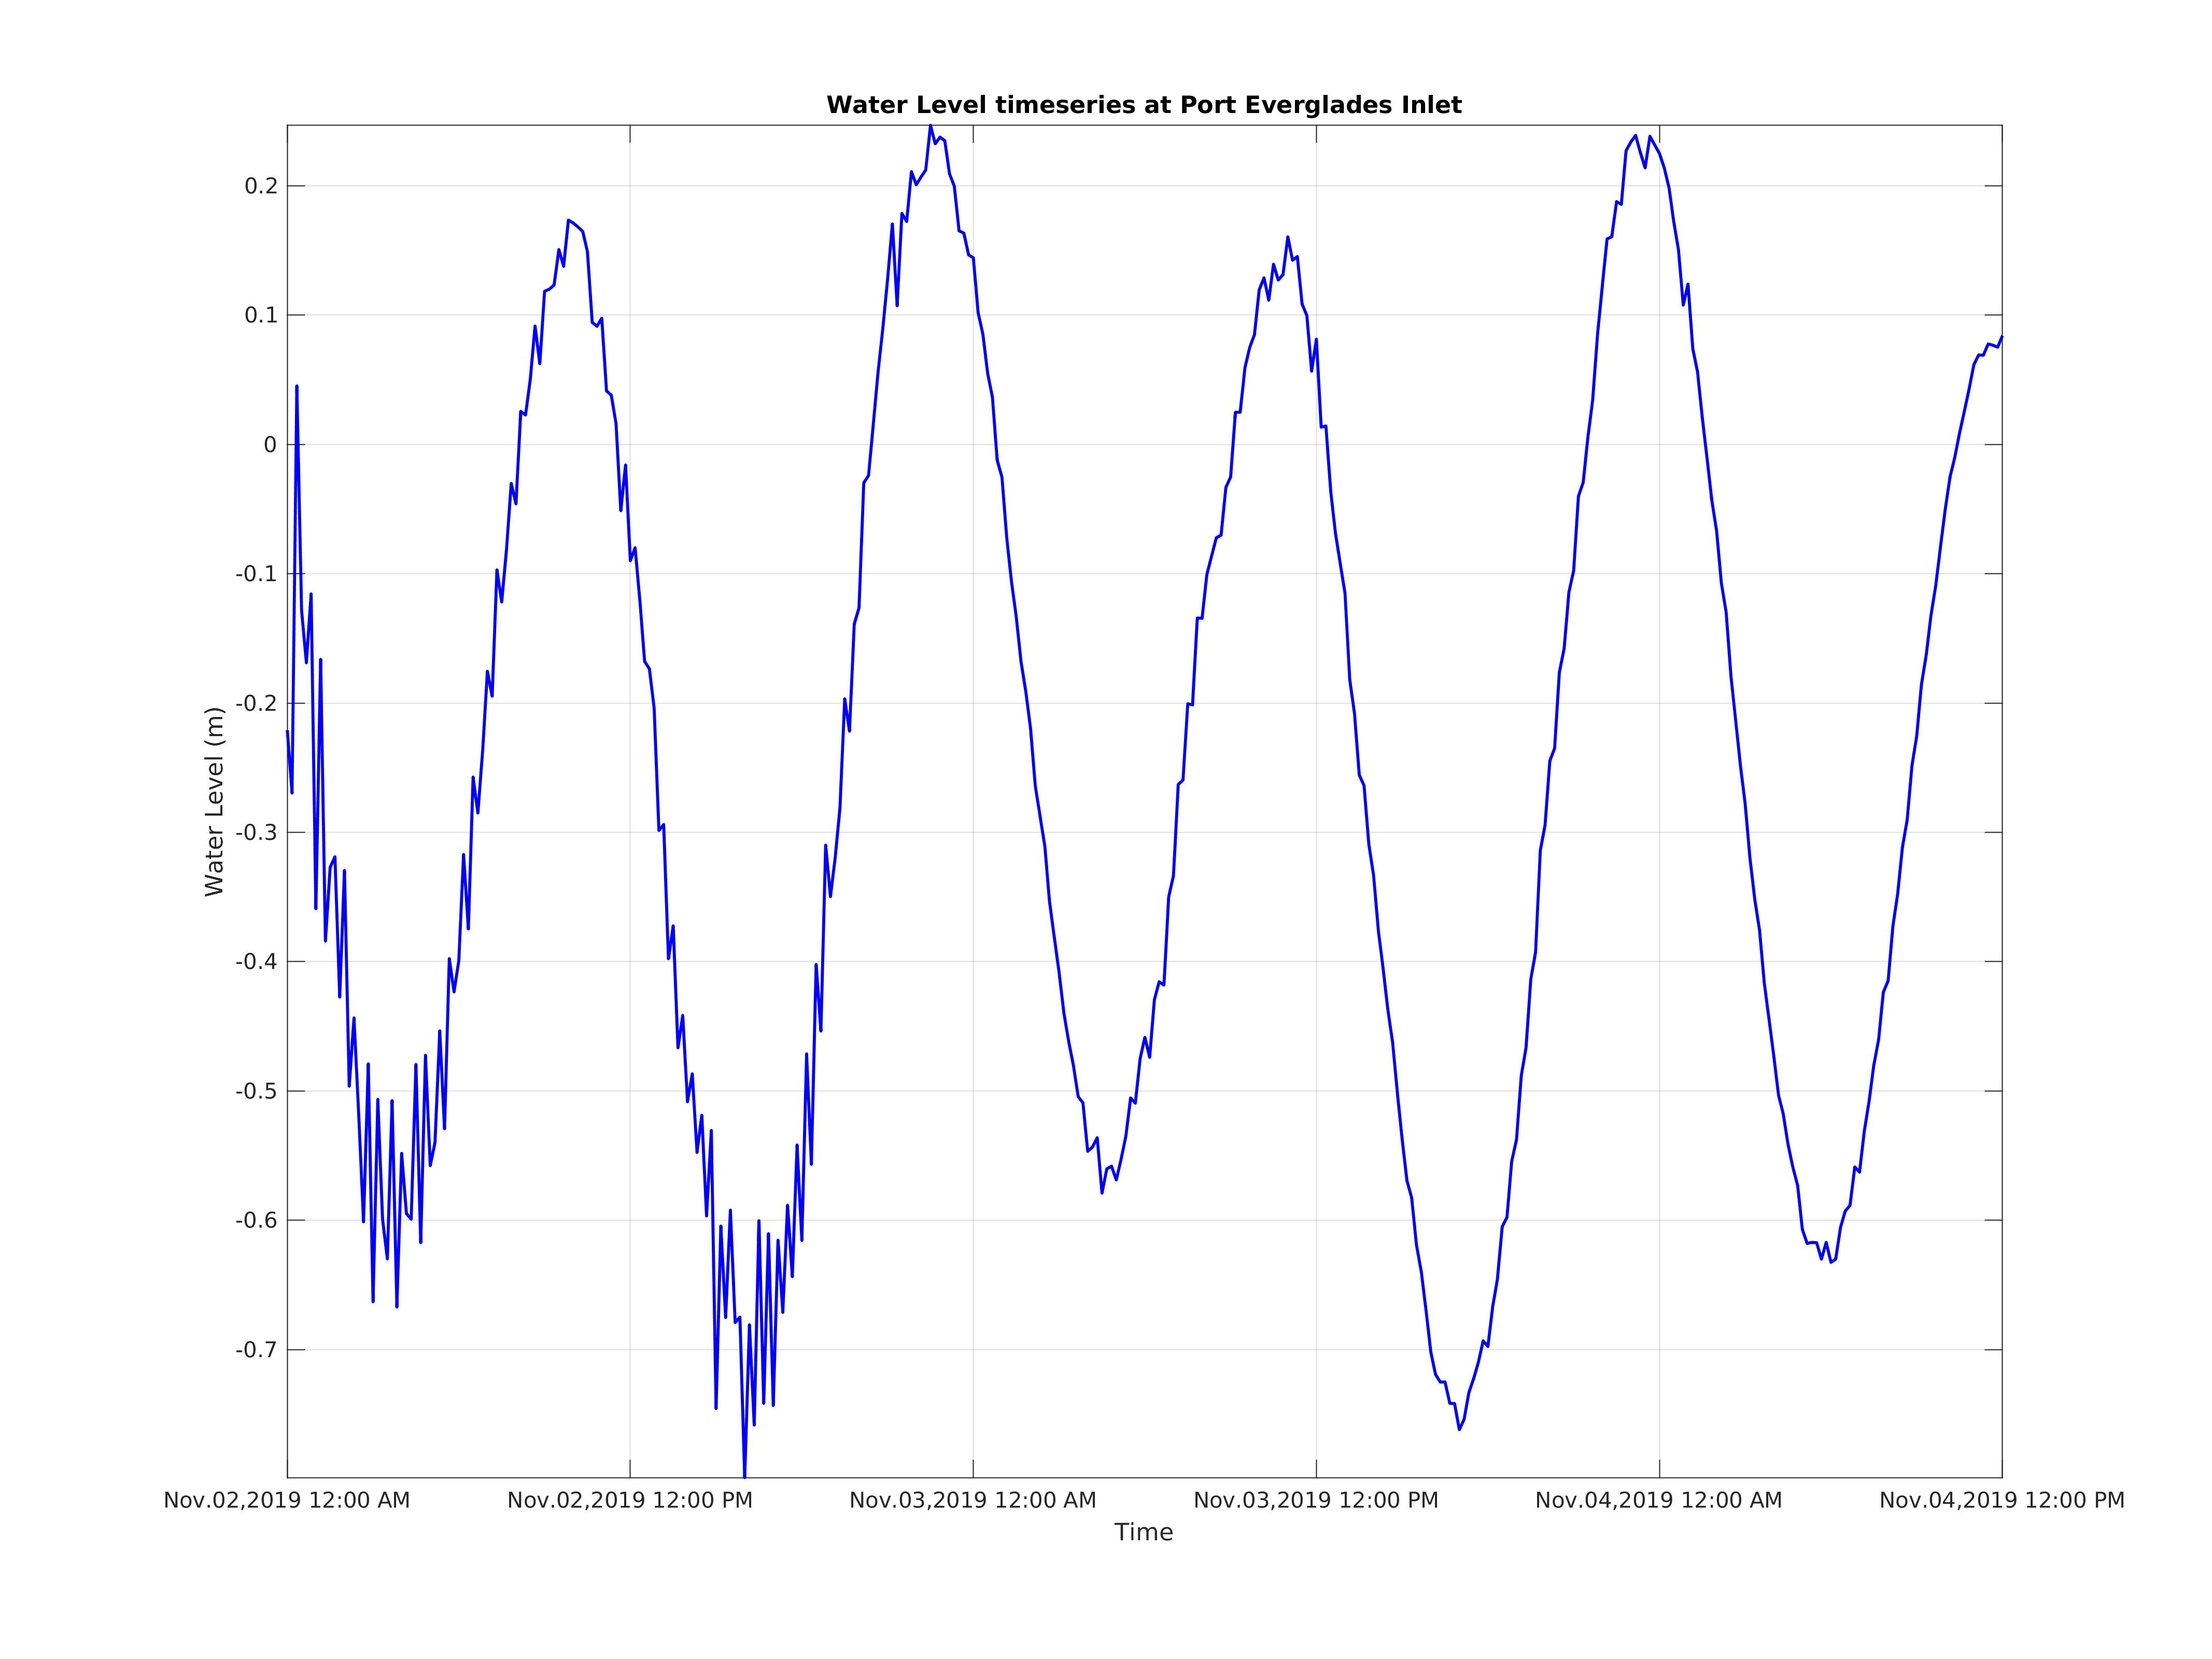 Water Level timeseries at Port Everglades Inlet
0.2
0.1
0
-0.1
-0.2
-0.3
-0.4
-0.5
-0.6
-0.7
Water Level (m)
Nov.02,2019 12:00 AM Nov.02,2019 12:00 PM Nov.03,2019 12:00 AM Nov.03,2019 12:00 PM Nov.04,2019 12:00 AM Nov.04,2019 12:00 PM
Time